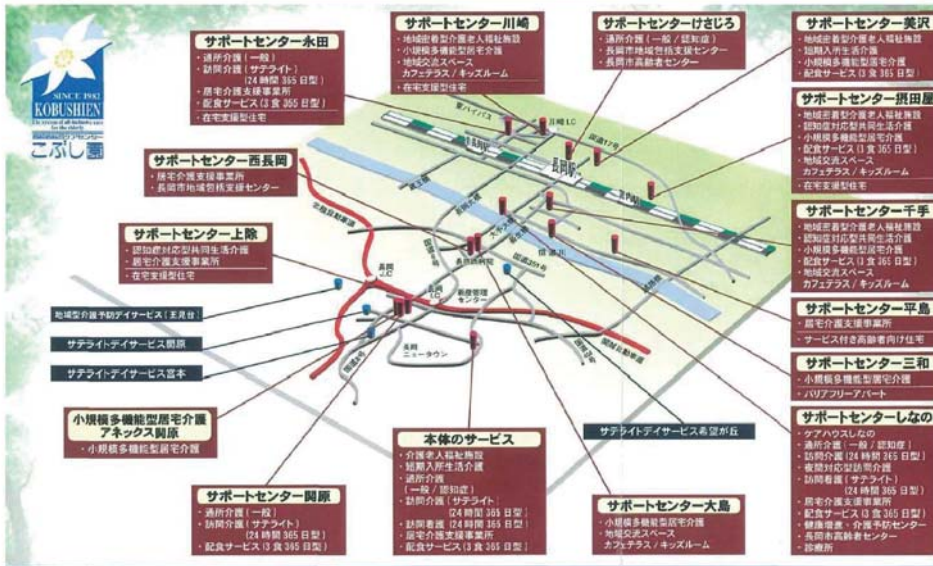 SINCE 1982
KOBUSHIEN
こぶし園
サポートセンター永田
・通所介護(一般)
・訪問介護(サテライト)
(24時間365日型)
・居宅介護支援事業所
・配食サービス(3食365日型)
・在宅支援型住宅
サポートセンター川崎
・地域密着型介護老人福祉施設
・小規模多機能型居宅介護
・地域交流スペース
カフェテラス/キッズルーム
・在宅支援型住宅
サポートセンターけさじろ
・通所介護(一般/認知症)
・長岡市地域包括支援センター
・長岡市高齢者センター
サポートセンター美沢
・地域密着型介護老人福祉施設
・短期入所生活介護
・小規模多機能型居宅介護
・配食サービス(3食365日型)
サポートセンター摂田屋
・地域密着型介護老人福祉施設
・認知症対応型共同生活介護
・小規模多機能型居宅介護
・配食サービス(3食365日型)
・地域交流スペース
カフェテラス/キッズルーム
・在宅支援型住宅
サポートセンター西長岡
・居宅介護支援事業所
・長岡市地域包括支援センター
サポートセンター千手
・地域密着型介護老人福祉施設
・認知症対応型共同生活介護
・小規模多機能型居宅介護
・配食サービス(3食365日型)
・地域交流スペース
カフェテラス/キッズルーム
サポートセンター上除
・認知症対応型共同生活介護
・居宅介護支援事業所
・在宅支援型住宅
サポートセンター平島
・居宅介護支援事業所
・サービス付き高齢者向け住宅
サポートセンター三和
・小規模多機能型居宅介護
・バリアフリーアパート
東バイパス
川崎I.C
国道17号
長岡駅
信濃川
国道351号
北陸自動車道
長岡
J.C
長岡
I.C
長岡
ニュータウン
国道8号
関越自動車道
地域型介護予防デイサービス(王見台)
サテライトデイサービス関原
サテライトデイサービス宮本
サテライトデイサービス希望が丘
小規模多機能型居宅介護
アネックス関原
・小規模多機能型居宅介護
本体のサービス
・介護老人福祉施設
・短期入所生活介護
・通所介護
(一般/認知症)
・訪問介護(サテライト)
(24時間365日型)
・訪問看護(24時間365日型)
・居宅介護支援事業所
・配食サービス(3食365日型)
サポートセンターしなの
・ケアハウスしなの
・通所介護(一般/認知症)
・訪問介護(24時間365日型)
・夜間対応型訪問介護
・訪問看護(サテライト)
(24時間365日型)
・居宅介護支援事業所
・配食サービス(3食365日型)
・健康増進・介護予防センター
・長岡市高齢者センター
・診療所
サポートセンター関原
・通所介護(一般)
・訪問介護(サテライト)
(24時間365日型)
・配食サービス(3食365日型)
サポートセンター大島
・小規模多機能型居宅介護
・地域交流スペース
カフェテラス/キッズルーム